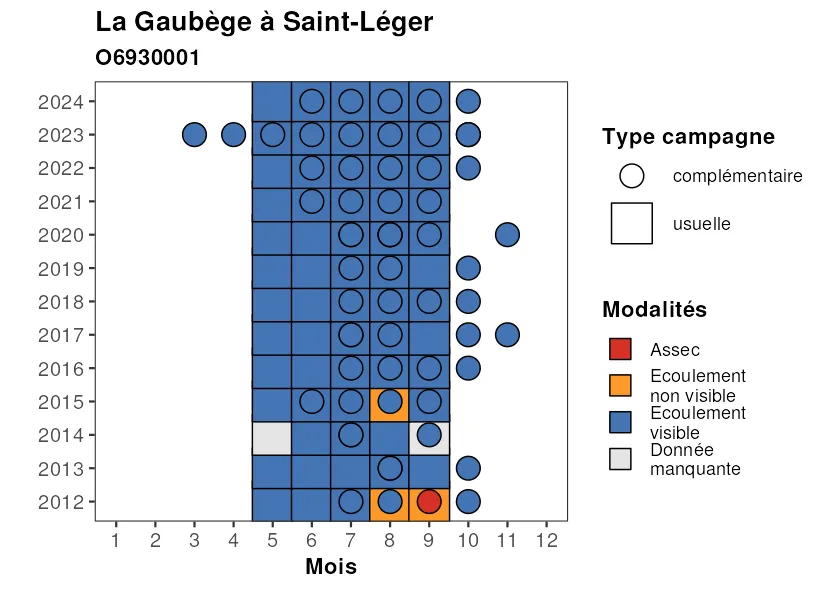 La Gaubège à Saint-Léger
O6930001
2024
2023
2022
2021
2020
2019
2018
2017
2016
2015
2014
2013
2012
1 2 3 4 5 6 7 8 9 10 11 12
Mois
Type campagne
complémentaire
usuelle
Modalités
Assec
Ecoulement
non visible
Ecoulement
visible
Donnée
manquante